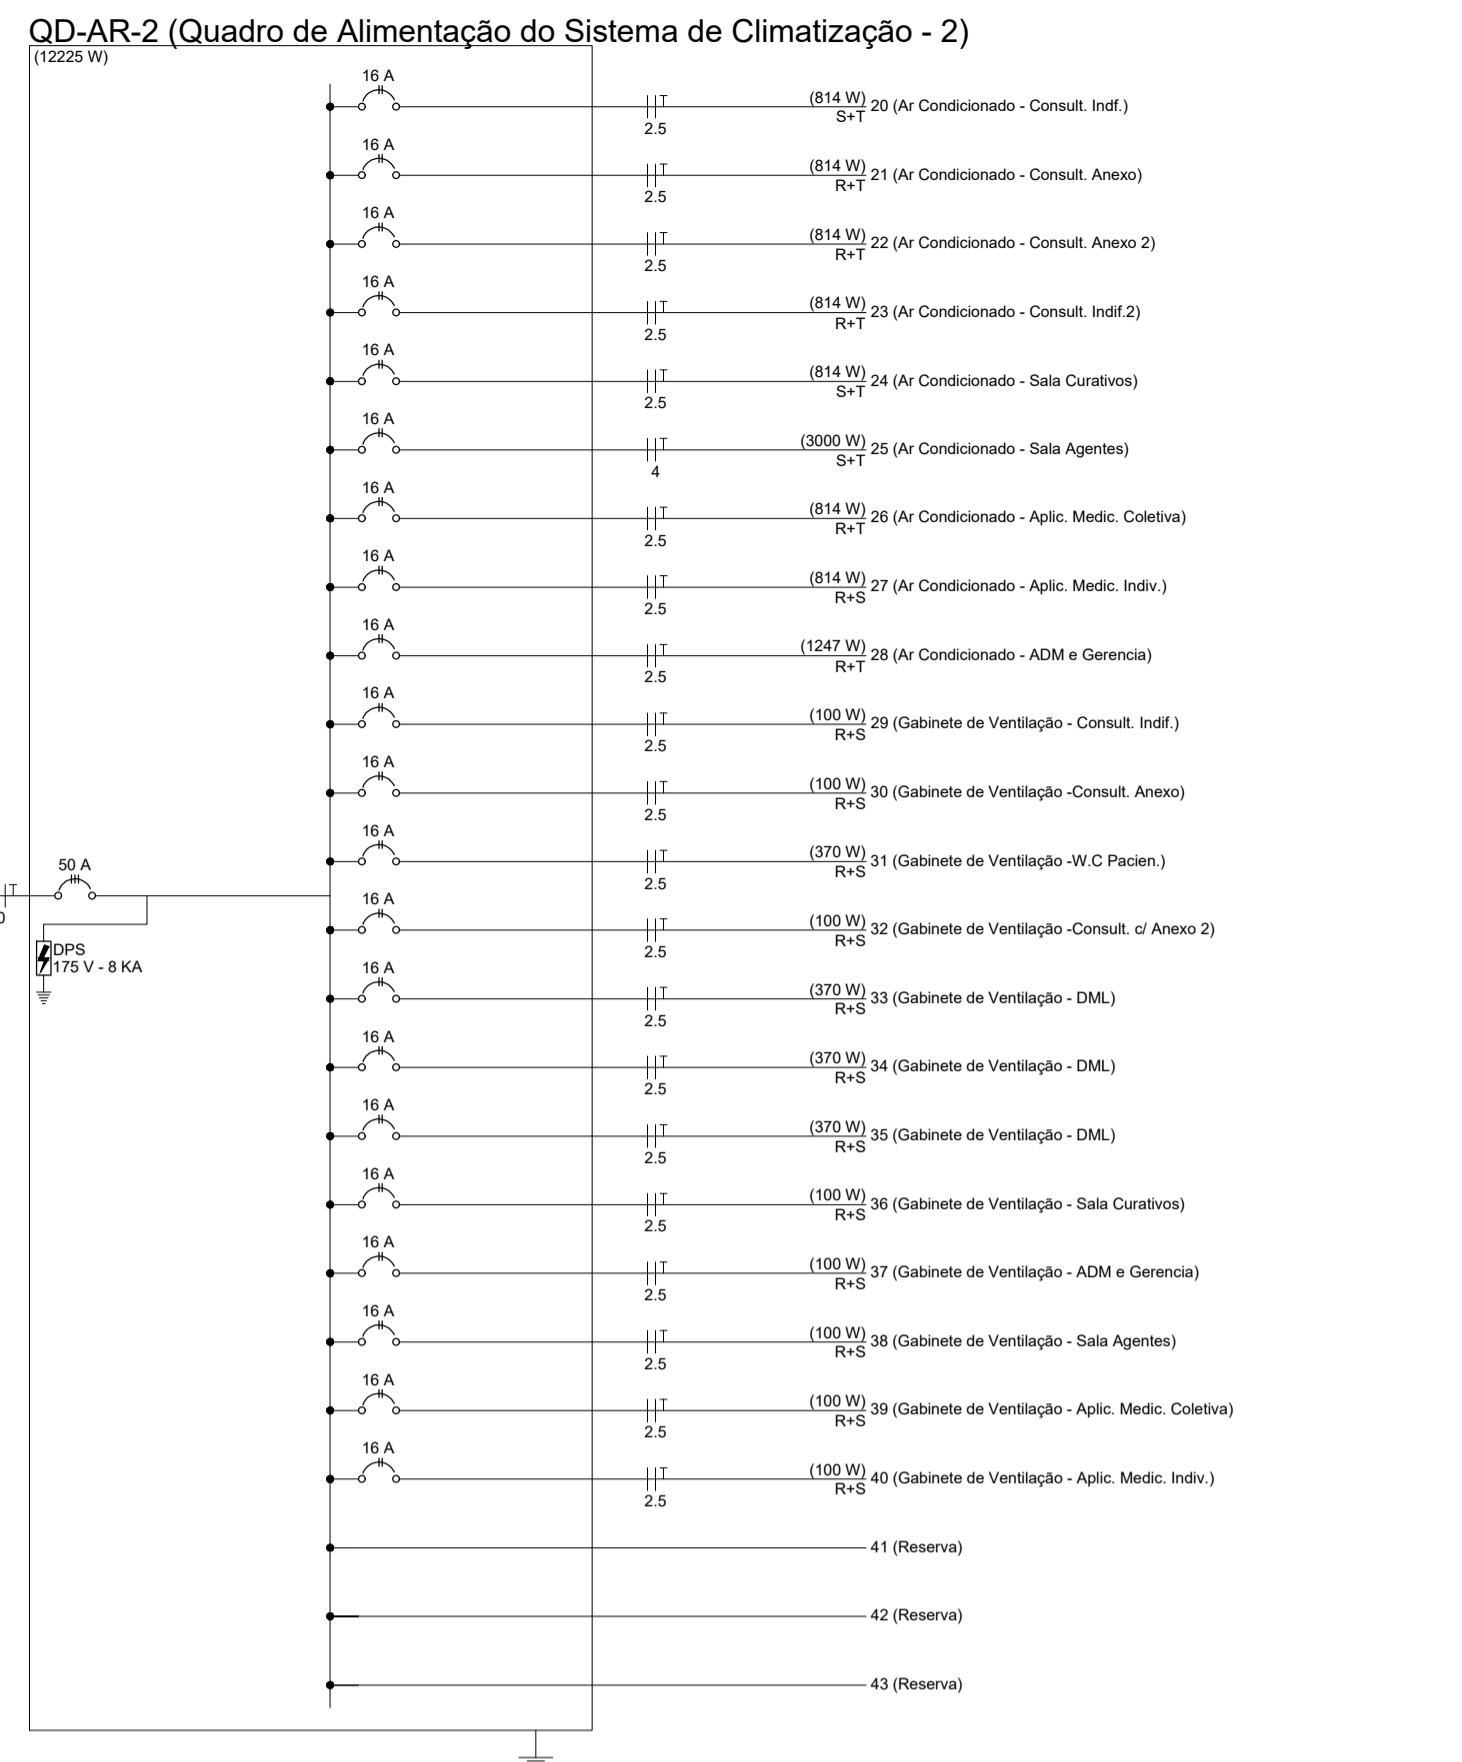 QD-AR-2 (Quadro de Alimentação do Sistema de Climatização - 2)
(12225 W)
16 A
2.5
(814 W)
S+T
20 (Ar Condicionado - Consult. Indf.)
16 A
2.5
(814 W)
R+T
21 (Ar Condicionado - Consult. Anexo)
16 A
2.5
(814 W)
R+T
22 (Ar Condicionado - Consult. Anexo 2)
16 A
2.5
(814 W)
R+T
23 (Ar Condicionado - Consult. Indif.2)
16 A
2.5
(814 W)
S+T
24 (Ar Condicionado - Sala Curativos)
16 A
4
(3000 W)
S+T
25 (Ar Condicionado - Sala Agentes)
16 A
2.5
(814 W)
R+T
26 (Ar Condicionado - Aplic. Medic. Coletiva)
16 A
2.5
(814 W)
R+S
27 (Ar Condicionado - Aplic. Medic. Indiv.)
16 A
2.5
(1247 W)
R+T
28 (Ar Condicionado - ADM e Gerencia)
16 A
2.5
(100 W)
R+S
29 (Gabinete de Ventilação - Consult. Indif.)
16 A
2.5
(100 W)
R+S
30 (Gabinete de Ventilação -Consult. Anexo)
16 A
2.5
(370 W)
R+S
31 (Gabinete de Ventilação -W.C Pacien.)
50 A
T
DPS
175 V - 8 KA
16 A
2.5
(100 W)
R+S
32 (Gabinete de Ventilação -Consult. c/ Anexo 2)
16 A
2.5
(370 W)
R+S
33 (Gabinete de Ventilação - DML)
16 A
2.5
(370 W)
R+S
34 (Gabinete de Ventilação - DML)
16 A
2.5
(370 W)
R+S
35 (Gabinete de Ventilação - DML)
16 A
2.5
(100 W)
R+S
36 (Gabinete de Ventilação - Sala Curativos)
16 A
2.5
(100 W)
R+S
37 (Gabinete de Ventilação - ADM e Gerencia)
16 A
2.5
(100 W)
R+S
38 (Gabinete de Ventilação - Sala Agentes)
16 A
2.5
(100 W)
R+S
39 (Gabinete de Ventilação - Aplic. Medic. Coletiva)
16 A
2.5
(100 W)
R+S
40 (Gabinete de Ventilação - Aplic. Medic. Indiv.)
41 (Reserva)
42 (Reserva)
43 (Reserva)